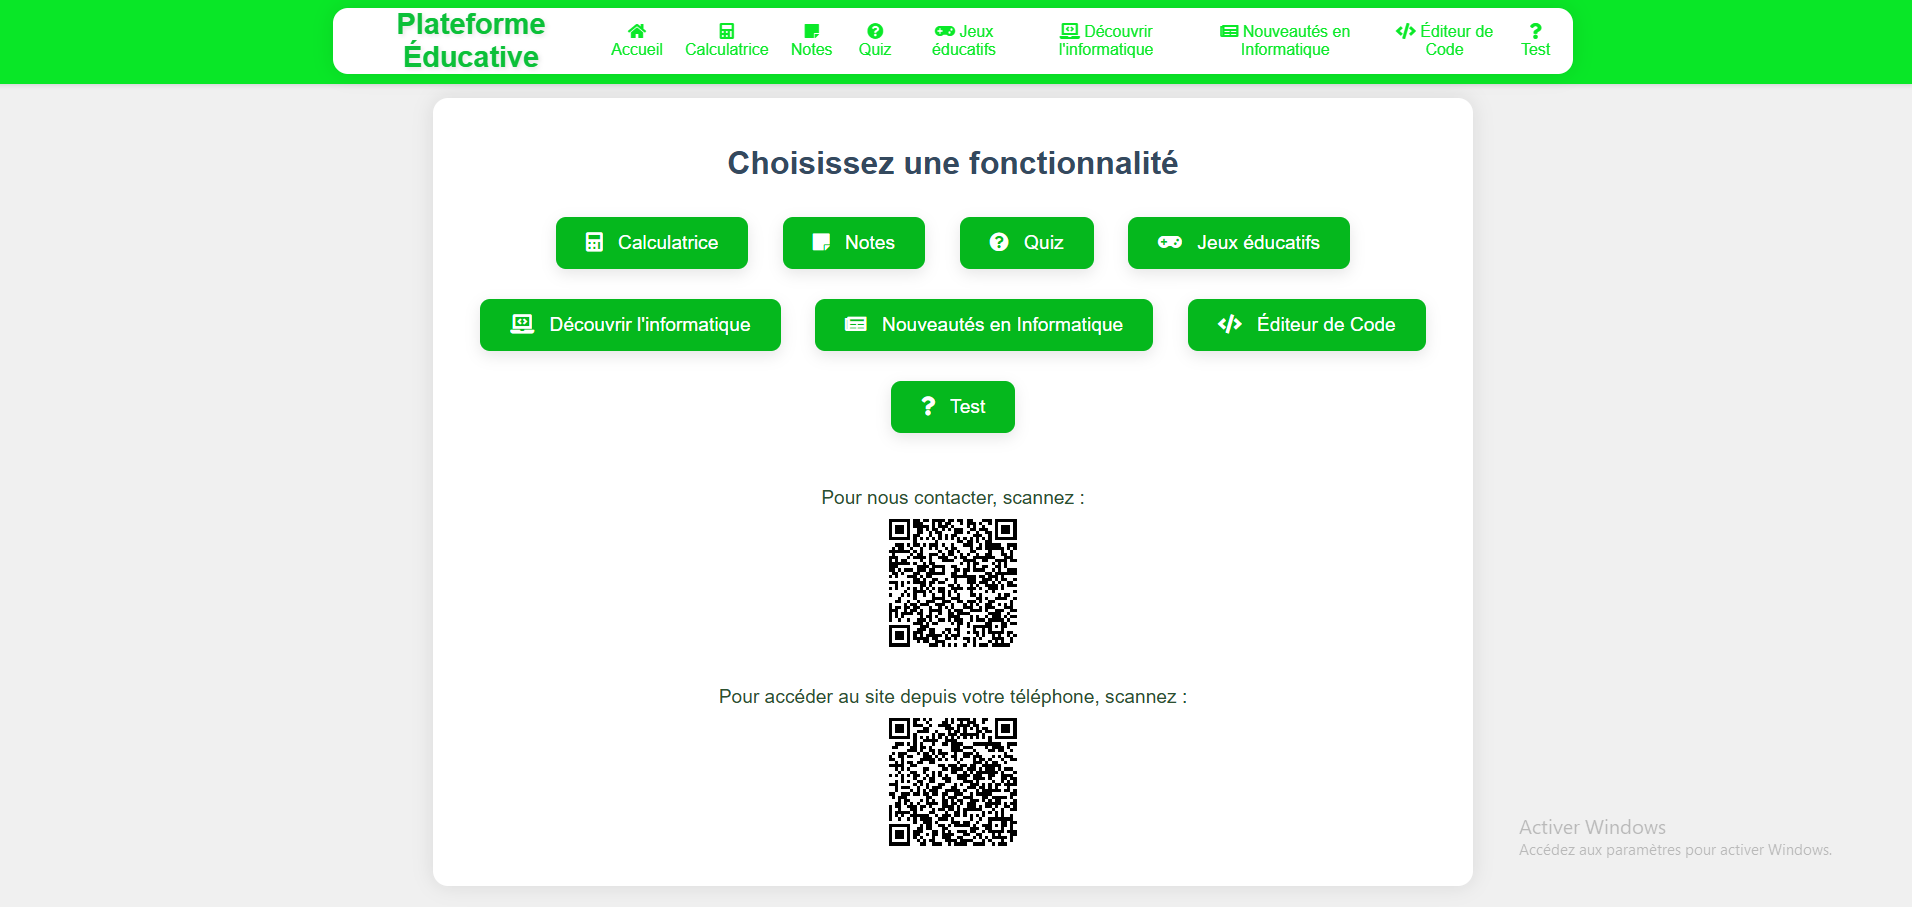 Plateforme
Éducative
Accueil
Calculatrice
Notes
Quiz
Jeux
éducatifs
Découvrir
l'informatique
Nouveautés en
Informatique
Éditeur de
Code
Test
Choisissez une fonctionnalité
Calculatrice
Notes
Quiz
Jeux éducatifs
Découvrir l'informatique
Nouveautés en Informatique
Éditeur de Code
Test
Pour nous contacter, scannez :
Pour accéder au site depuis votre téléphone, scannez :
Activer Windows
Accédez aux paramètres pour activer Windows.